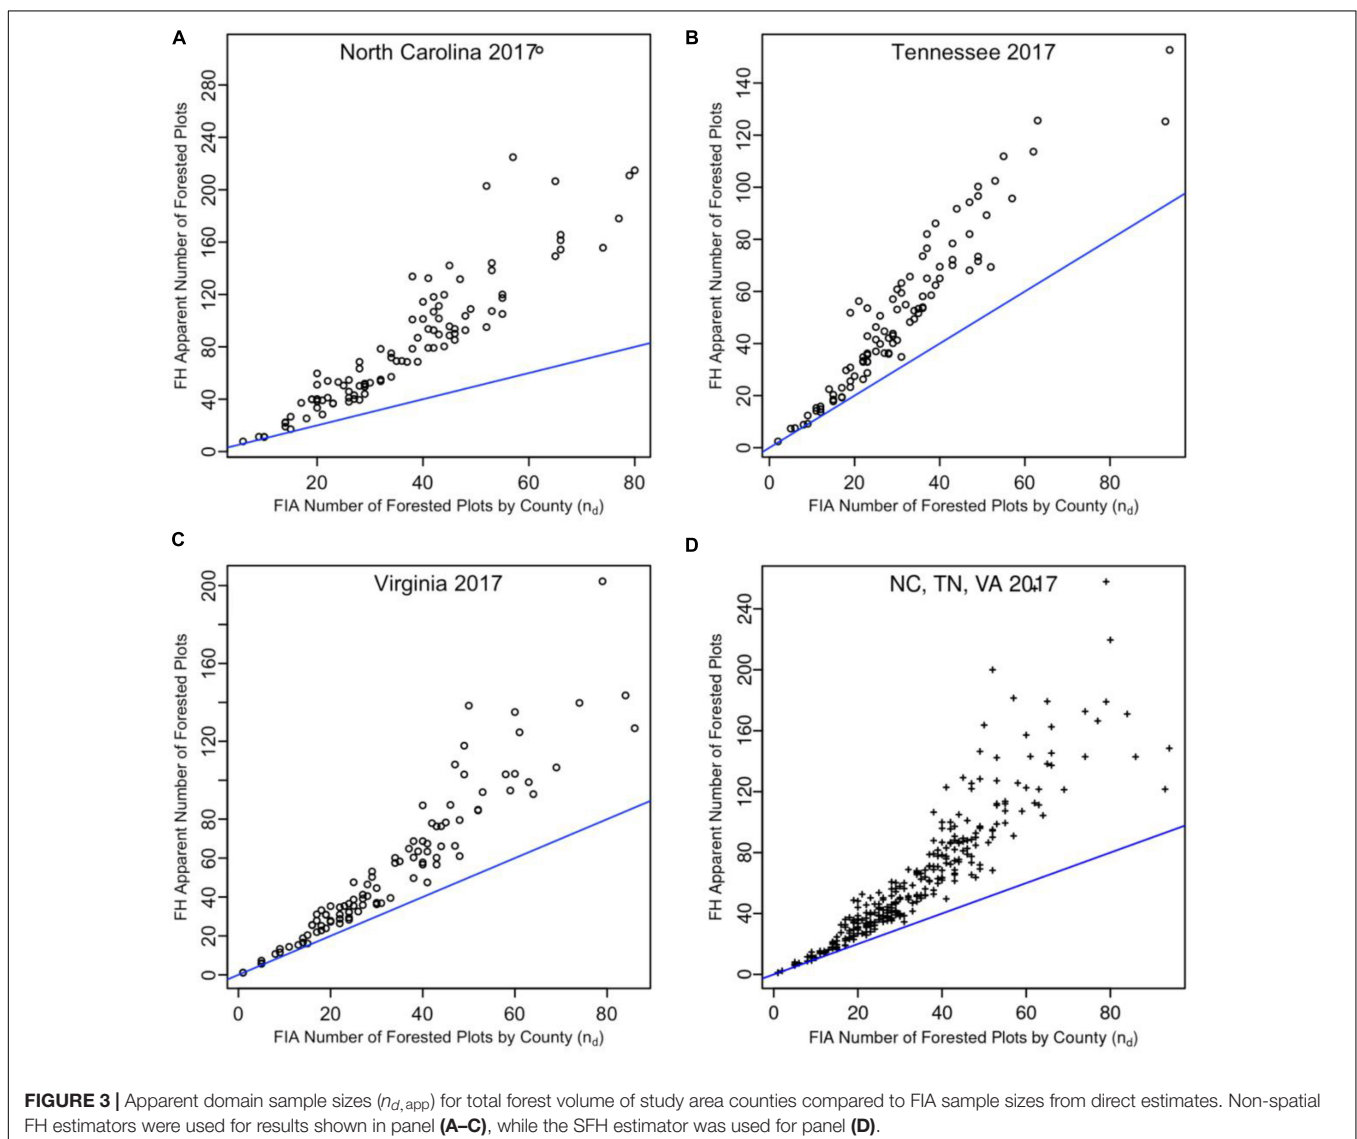 A
North Carolina 2017
FH Apparent Number of Forested Plots
0 40 80 120 160 200 240 280
20 40 60 80
FIA Number of Forested Plots by County (nd)
B
Tennessee 2017
FH Apparent Number of Forested Plots
0 20 40 60 80 100 120 140
0 20 40 60 80
FIA Number of Forested Plots by County (nd)
C
Virginia 2017
FH Apparent Number of Forested Plots
0 20 40 60 80 120 160 200
0 20 40 60 80
FIA Number of Forested Plots by County (nd)
D
NC, TN, VA 2017
FH Apparent Number of Forested Plots
0 40 80 120 160 200 240
0 20 40 60 80
FIA Number of Forested Plots by County (nd)
FIGURE 3 | Apparent domain sample sizes (nd,app) for total forest volume of study area counties compared to FIA sample sizes from direct estimates. Non-spatial
FH estimators were used for results shown in panel (A–C), while the SFH estimator was used for panel (D).